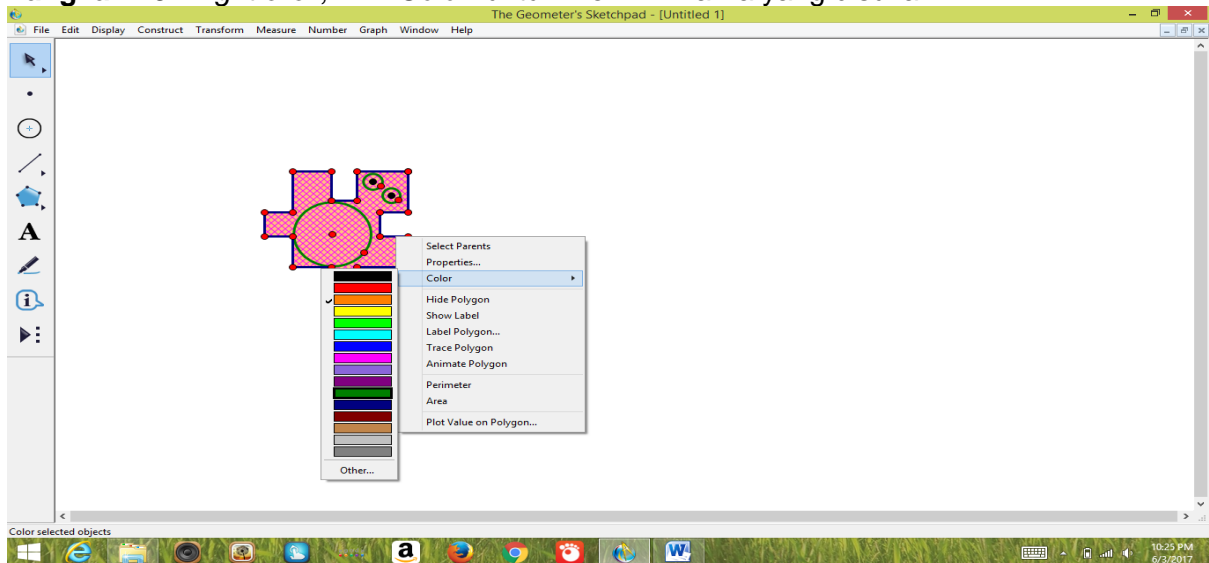 The Geometer's Sketchpad - [Untitled 1]
File Edit Display Construct Transform Measure Number Graph Window Help
A
Select Parents
Properties...
Color
Hide Polygon
Show Label
Label Polygon...
Trace Polygon
Animate Polygon
Perimeter
Area
Plot Value on Polygon...
Other...
Color selected objects
10:25 PM
6/3/2017